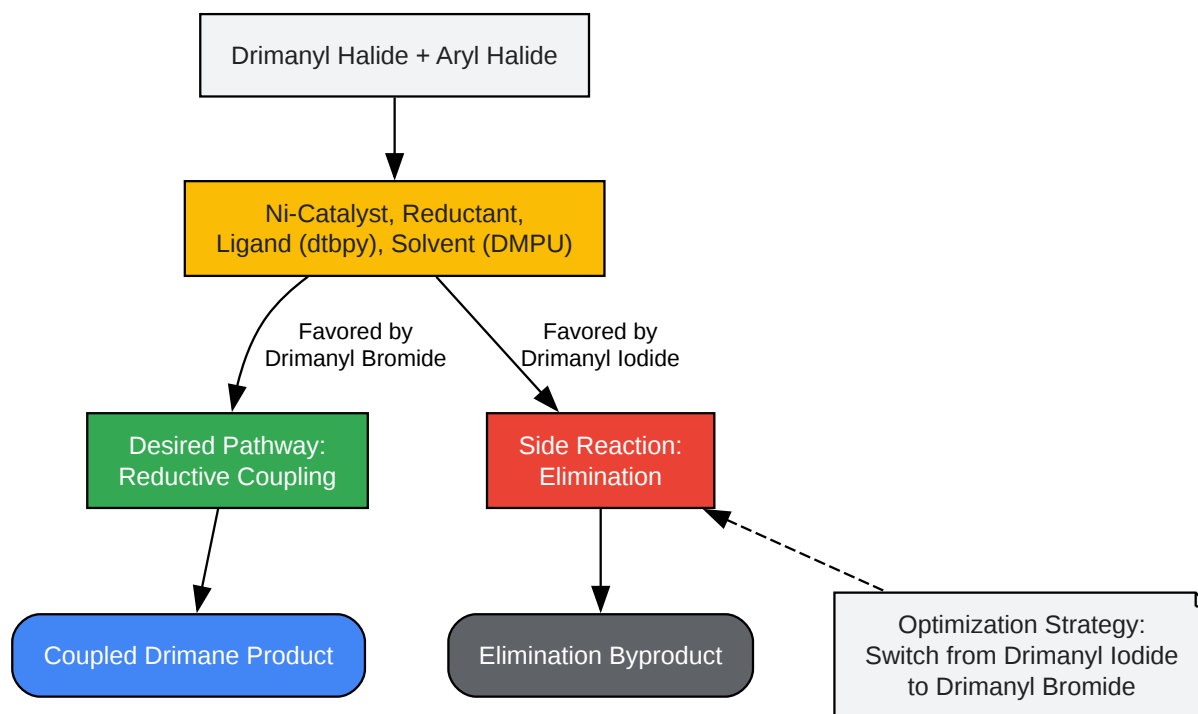 Drimanyl Halide + Aryl Halide
Ni-Catalyst, Reductant,
Ligand (dtbpy), Solvent (DMPU)
Favored by
Drimanyl Bromide
Favored by
Drimanyl Iodide
Desired Pathway:
Reductive Coupling
Side Reaction:
Elimination
Coupled Drimane Product
Elimination Byproduct
Optimization Strategy:
Switch from Drimanyl Iodide
to Drimanyl Bromide